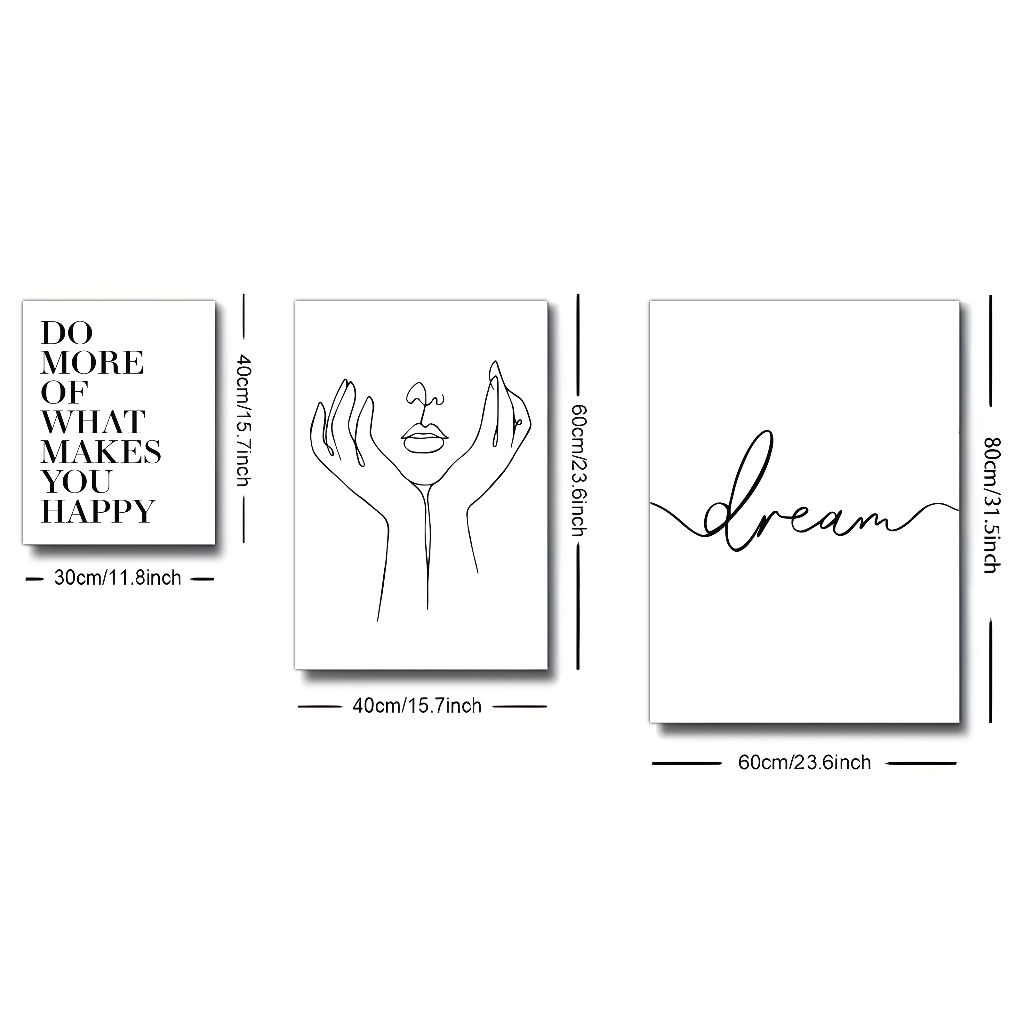 DO
MORE
OF
WHAT
MAKES
YOU
HAPPY
40cm/15.7inch
30cm/11.8inch
60cm/23.6inch
40cm/15.7inch
dream
80cm/31.5inch
60cm/23.6inch